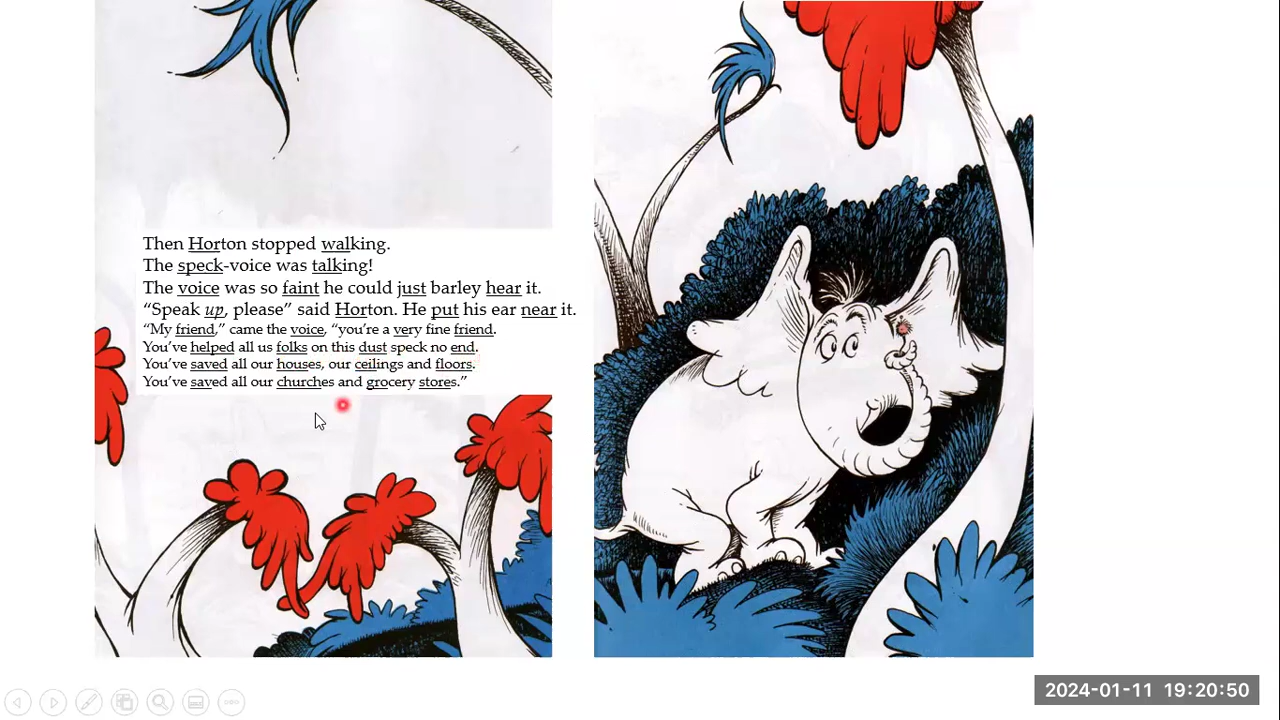 Then Horton stopped walking.
The speck-voice was talking!
The voice was so faint he could just barley hear it.
“Speak up, please” said Horton. He put his ear near it.
“My friend,” came the voice, “you’re a very fine friend.
You’ve helped all us folks on this dust speck no end.
You’ve saved all our houses, our ceilings and floors.
You’ve saved all our churches and grocery stores.”
2024-01-11 19:20:50